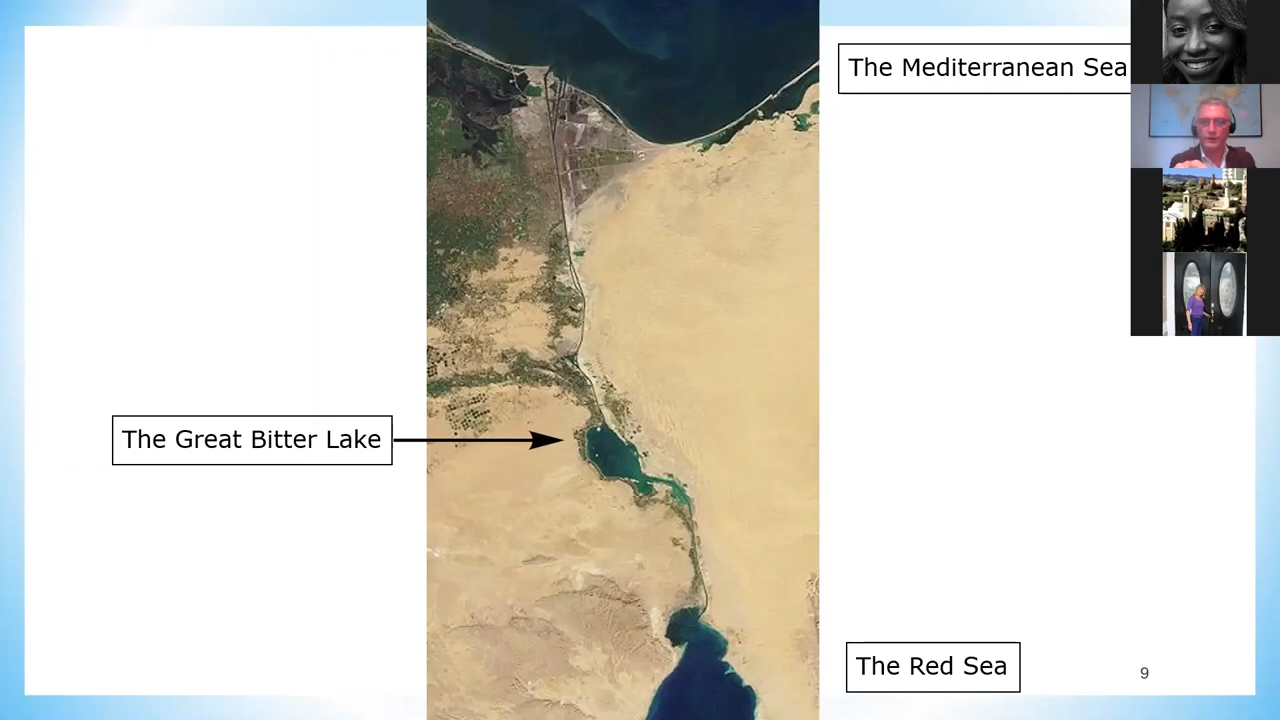 The Mediterranean Sea
The Great Bitter Lake
The Red Sea
9